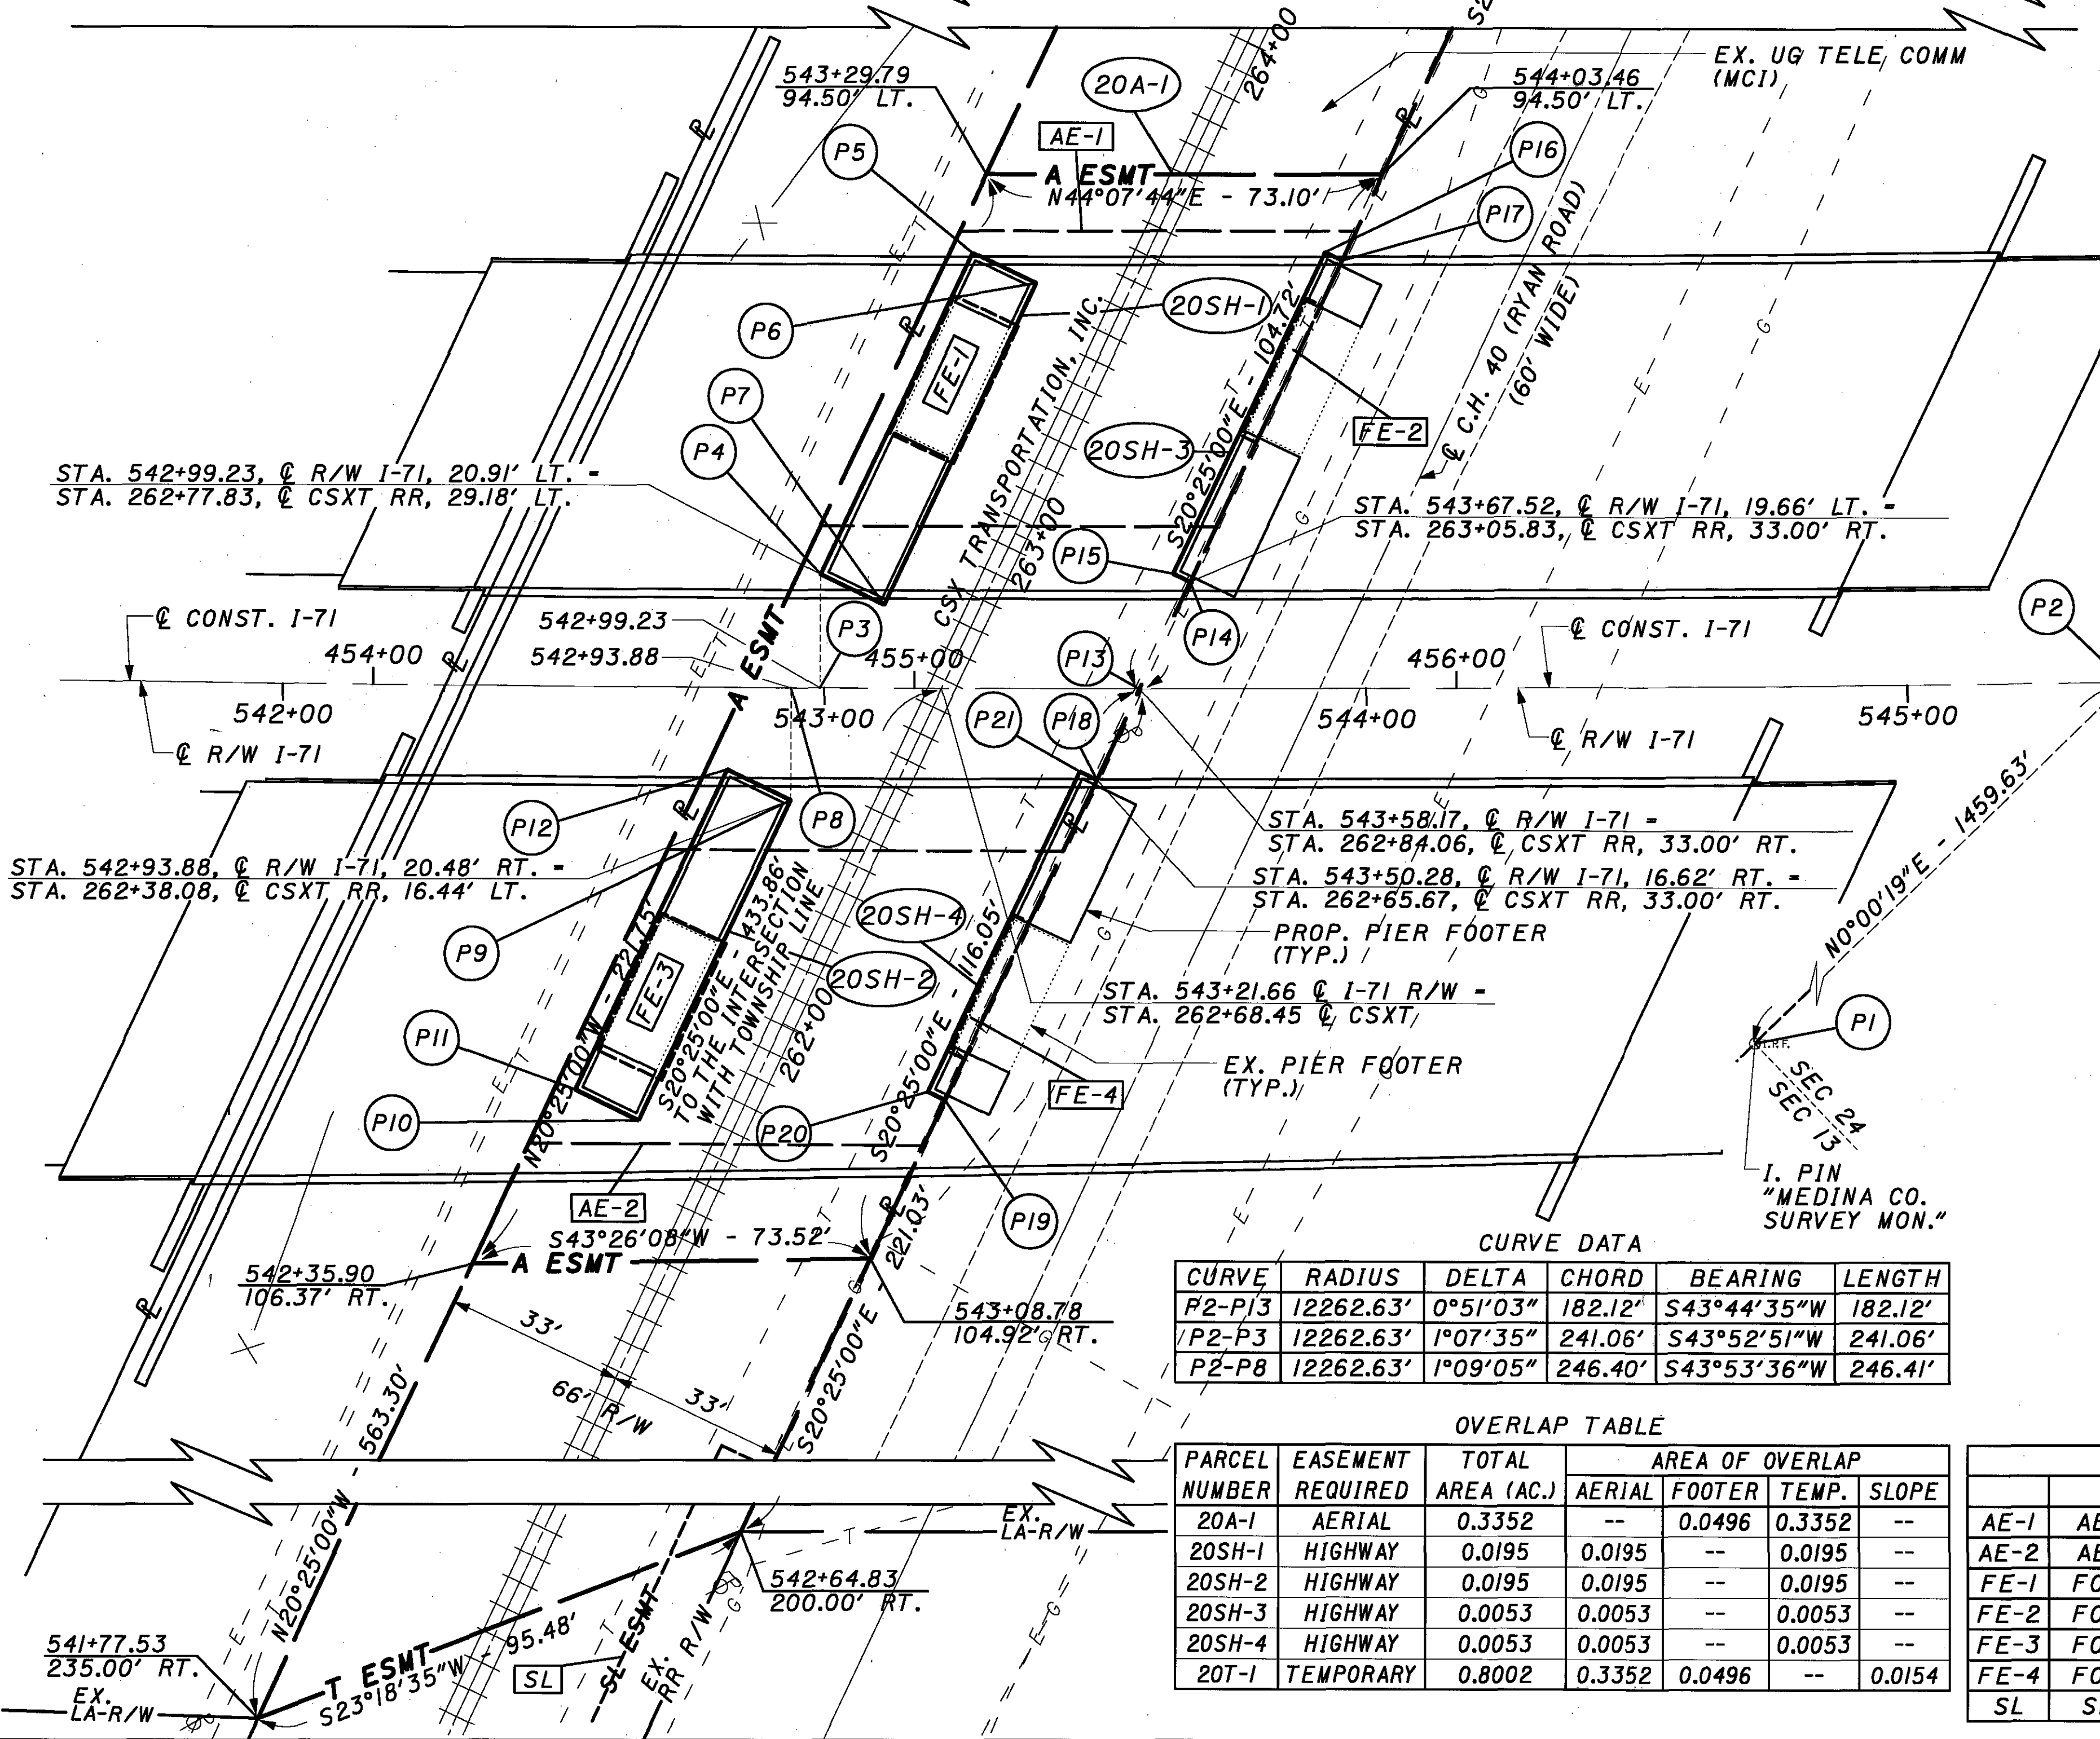 EX. UG TELE COMM
(MCI)
543+29.79
94.50' LT.
20A-1
264+00
544+03.46
94.50' LT.
AE-1
P5
A ESMT
N44°07'44"E - 73.10'
P16
P17
P6
20SH-1
FE-1
CSX TRANSPORTATION, INC.
S20°25'00"E - 104.72'
℄ C.H. 40 (RYAN ROAD)
(60' WIDE)
P7
P4
20SH-3
FE-2
STA. 542+99.23, ℄ R/W I-71, 20.91' LT. =
STA. 262+77.83, ℄ CSXT RR, 29.18' LT.
STA. 543+67.52, ℄ R/W I-71, 19.66' LT. =
STA. 263+05.83, ℄ CSXT RR, 33.00' RT.
263+00
P15
P2
℄ CONST. I-71
542+99.23
P3
P14
℄ CONST. I-71
454+00
542+93.88
455+00
P13
456+00
A ESMT
542+00
543+00
P21
P18
544+00
545+00
℄ R/W I-71
℄ R/W I-71
P12
P8
STA. 543+58.17, ℄ R/W I-71 =
STA. 262+84.06, ℄ CSXT RR, 33.00' RT.
STA. 542+93.88, ℄ R/W I-71, 20.48' RT. =
STA. 262+38.08, ℄ CSXT RR, 16.44' LT.
STA. 543+50.28, ℄ R/W I-71, 16.62' RT. =
STA. 262+65.67, ℄ CSXT RR, 33.00' RT.
N0°00'19"E - 1459.63'
P9
20SH-4
PROP. PIER FOOTER
(TYP.)
S20°25'00"E - 433.86'
TO THE INTERSECTION
WITH TOWNSHIP LINE
20SH-2
FE-3
N20°25'00"W - 221.75'
S20°25'00"E - 116.05'
STA. 543+21.66 ℄ I-71 R/W =
STA. 262+68.45 ℄ CSXT
P1
I.P.F.
P11
262+00
EX. PIER FOOTER
(TYP.)
FE-4
SEC 24
SEC 13
P10
P20
I. PIN
"MEDINA CO.
SURVEY MON."
AE-2
P19
S43°26'08"W - 73.52'
A ESMT
542+35.90
106.37' RT.
543+08.78
104.92' RT.
S20°25'00"E - 221.03'
33'
66' R/W
33'
CURVE DATA
CURVE RADIUS DELTA CHORD BEARING LENGTH
P2-P13 12262.63' 0°51'03" 182.12' S43°44'35"W 182.12'
P2-P3 12262.63' 1°07'35" 241.06' S43°52'51"W 241.06'
P2-P8 12262.63' 1°09'05" 246.40' S43°53'36"W 246.41'
OVERLAP TABLE
PARCEL EASEMENT TOTAL AREA OF OVERLAP
NUMBER REQUIRED AREA (AC.) AERIAL FOOTER TEMP. SLOPE
20A-1 AERIAL 0.3352 -- 0.0496 0.3352 --
20SH-1 HIGHWAY 0.0195 0.0195 -- 0.0195 --
20SH-2 HIGHWAY 0.0195 0.0195 -- 0.0195 --
20SH-3 HIGHWAY 0.0053 0.0053 -- 0.0053 --
20SH-4 HIGHWAY 0.0053 0.0053 -- 0.0053 --
20T-1 TEMPORARY 0.8002 0.3352 0.0496 -- 0.0154
AE-1
AE-2
FE-1
FE-2
FE-3
FE-4
SL
N20°25'00"W - 563.30'
EX.
LA-R/W
542+64.83
200.00' RT.
541+77.53
235.00' RT.
T ESMT
S23°18'35"W - 95.48'
SL
SL ESMT
EX.
RR R/W
EX.
LA-R/W